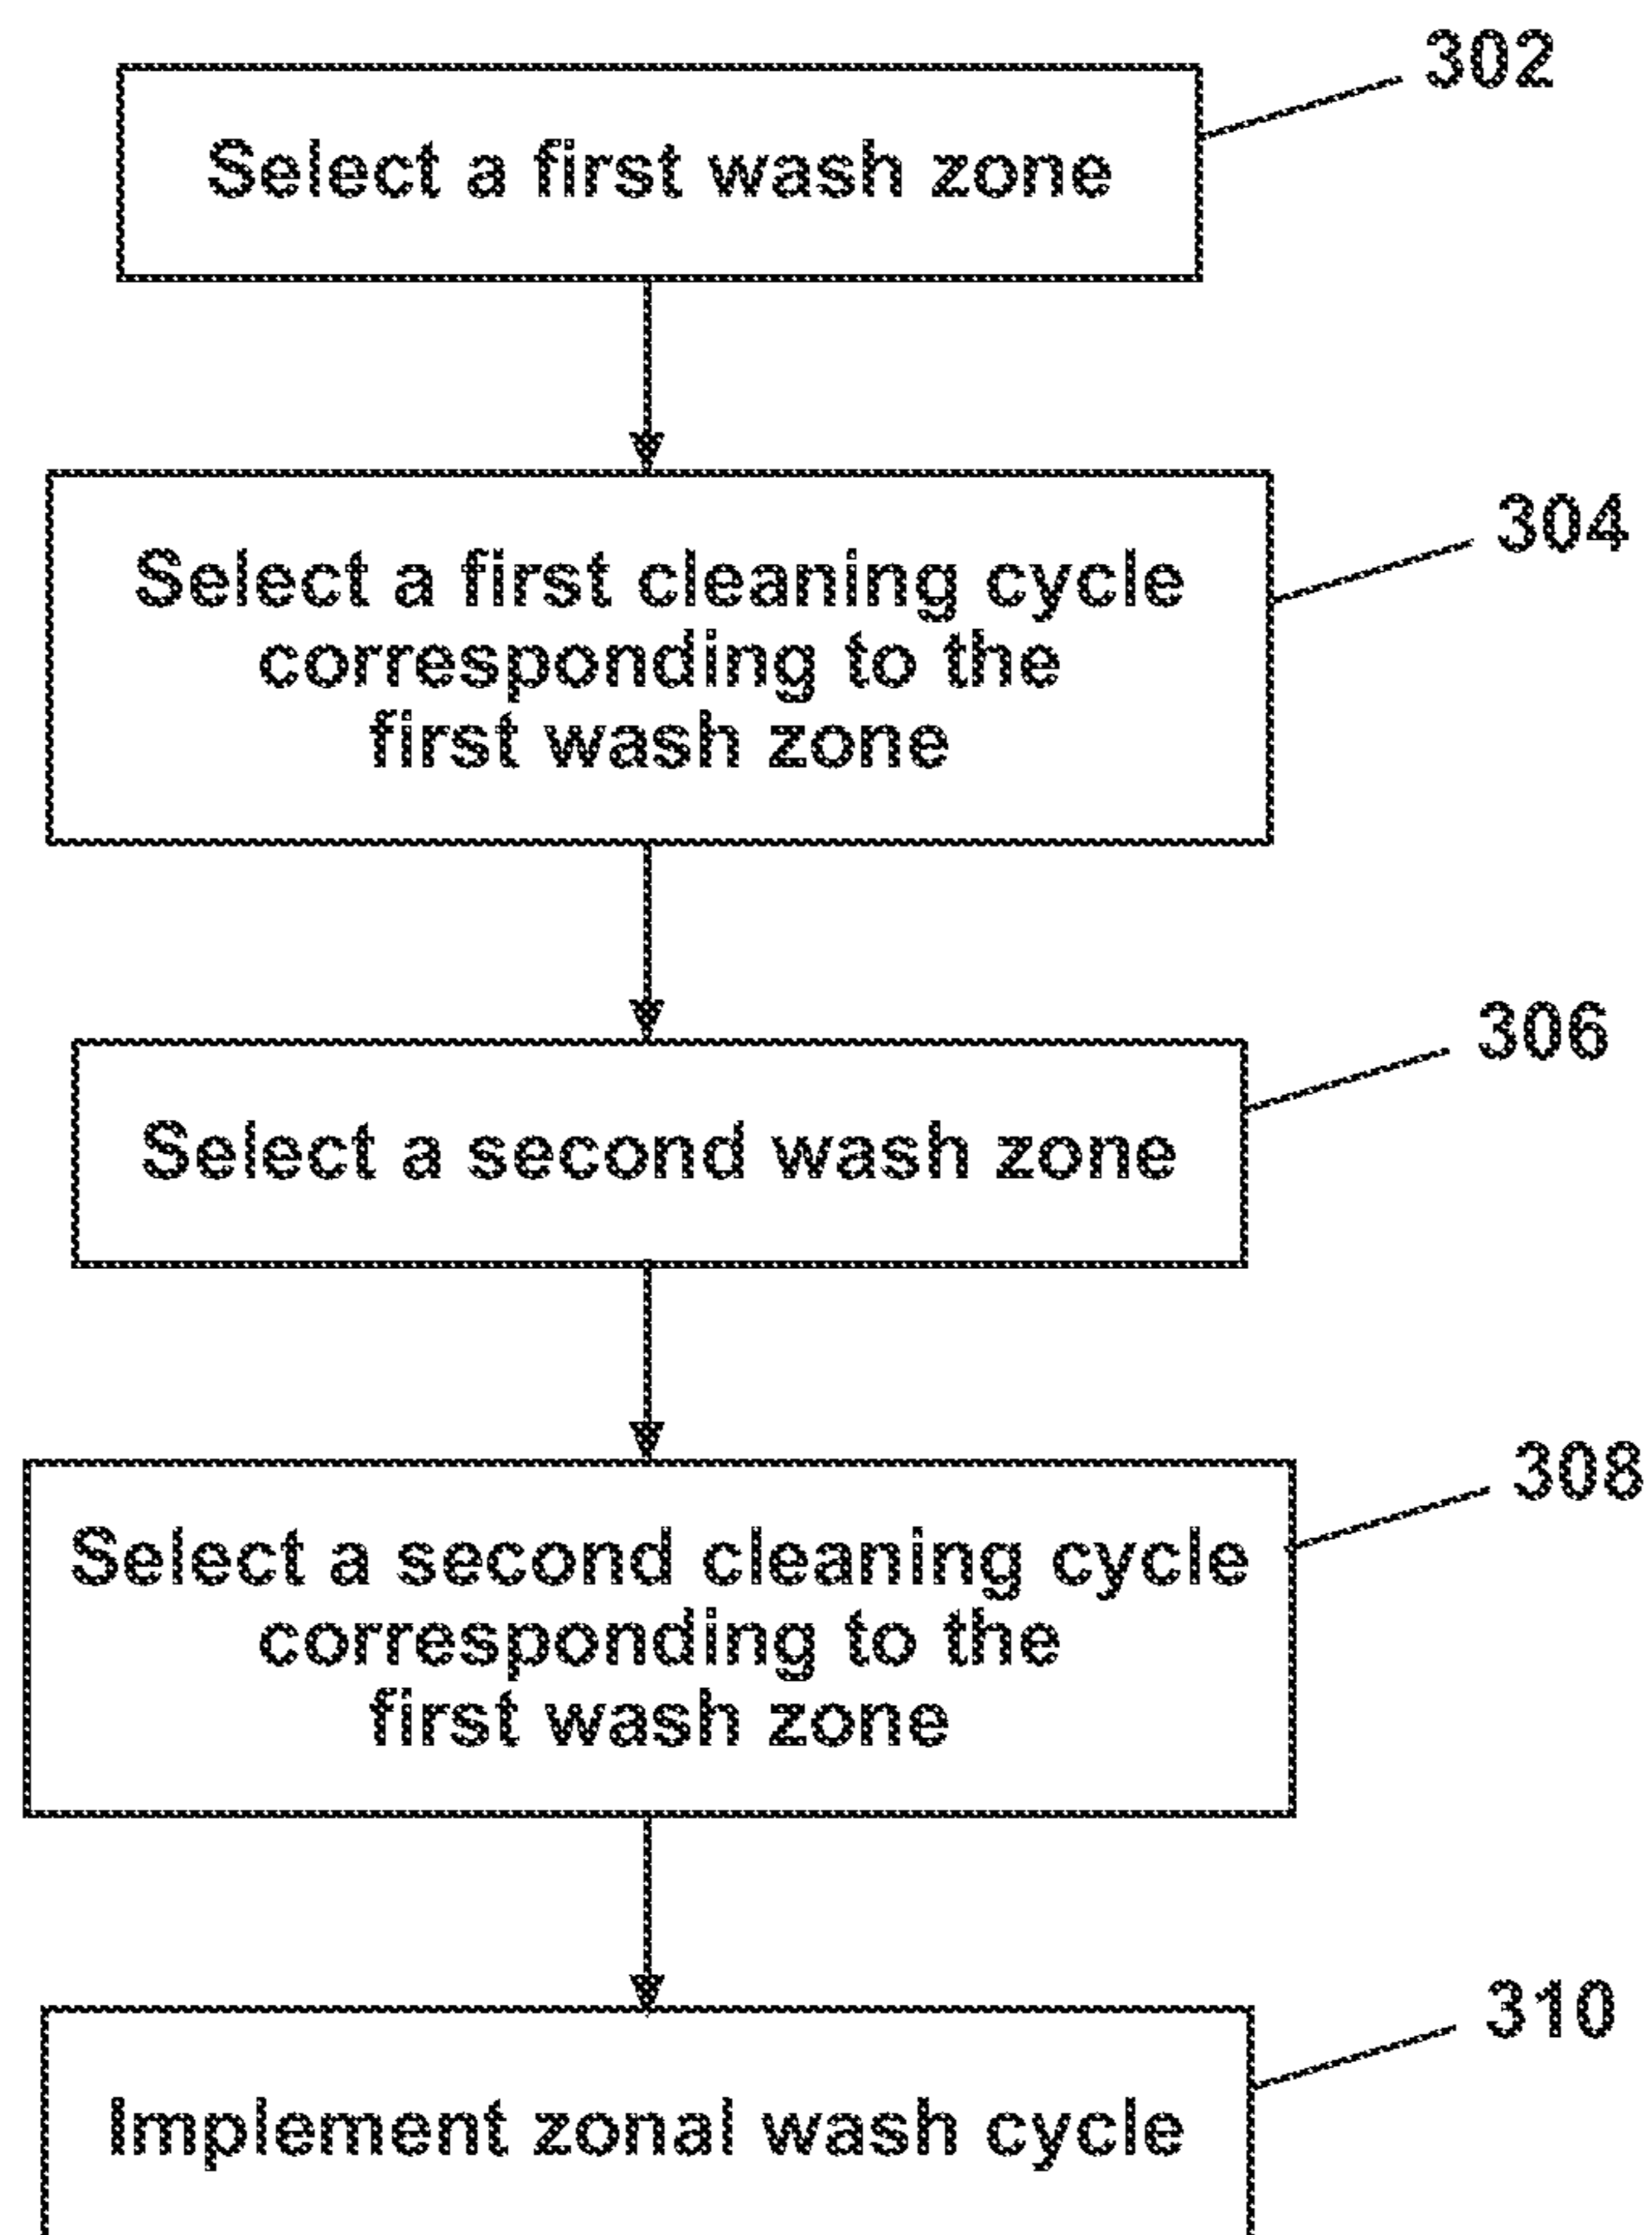 302
Select a first wash zone
304
Select a first cleaning cycle
corresponding to the
first wash zone
306
Select a second wash zone
308
Select a second cleaning cycle
corresponding to the
first wash zone
310
Implement zonal wash cycle